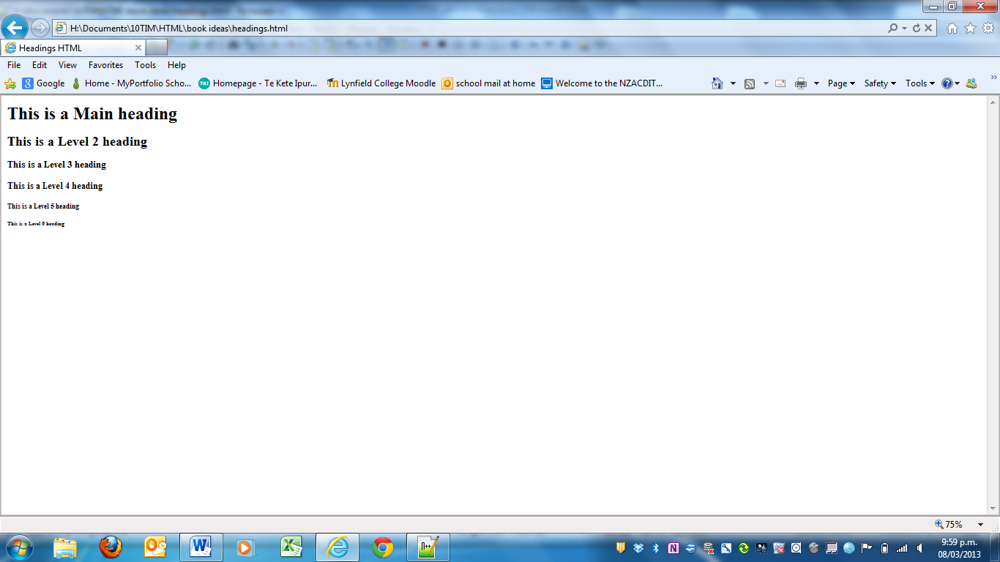 H:\Documents\10TIM\HTML\book ideas\headings.html
Headings HTML
File Edit View Favorites Tools Help
Google Home - MyPortfolio Scho... TKI Homepage - Te Kete Ipur... Lynfield College Moodle school mail at home Welcome to the NZACDIT... Page Safety Tools
This is a Main heading
This is a Level 2 heading
This is a Level 3 heading
This is a Level 4 heading
This is a Level 5 heading
This is a Level 6 heading
75%
9:59 p.m.
08/03/2013